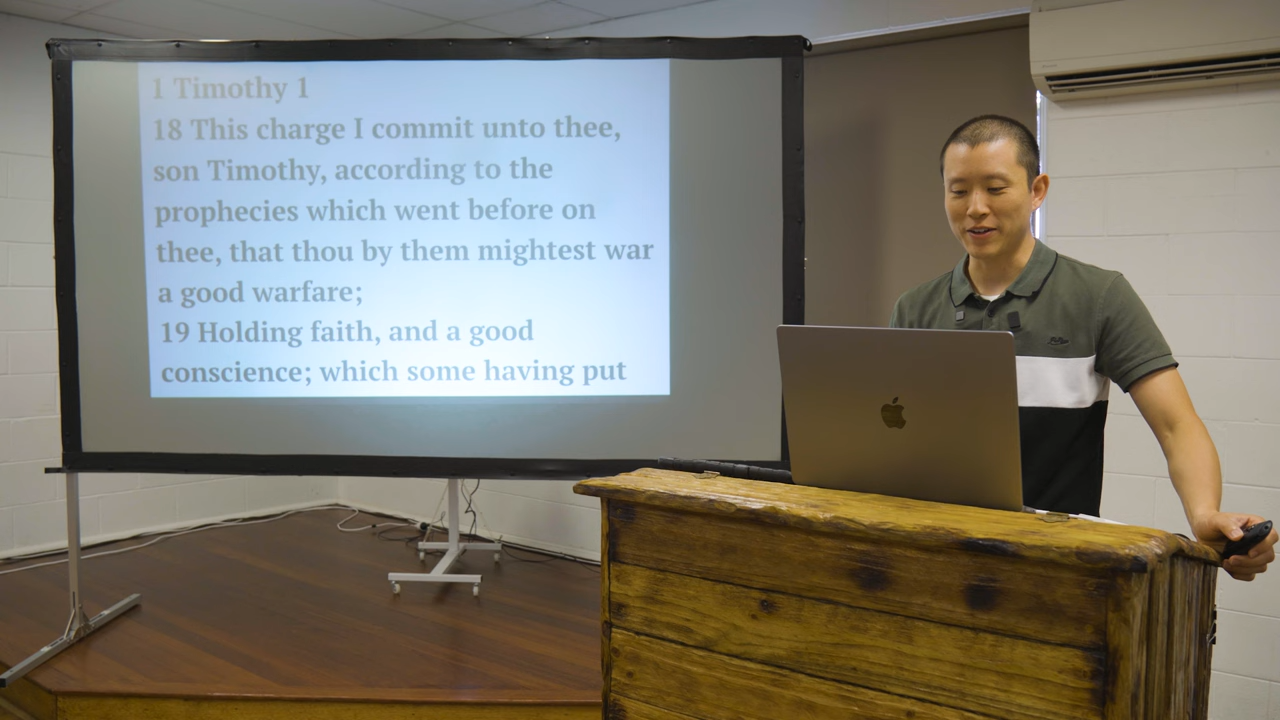 1 Timothy 1
18 This charge I commit unto thee,
son Timothy, according to the
prophecies which went before on
thee, that thou by them mightest war
a good warfare;
19 Holding faith, and a good
conscience; which some having put